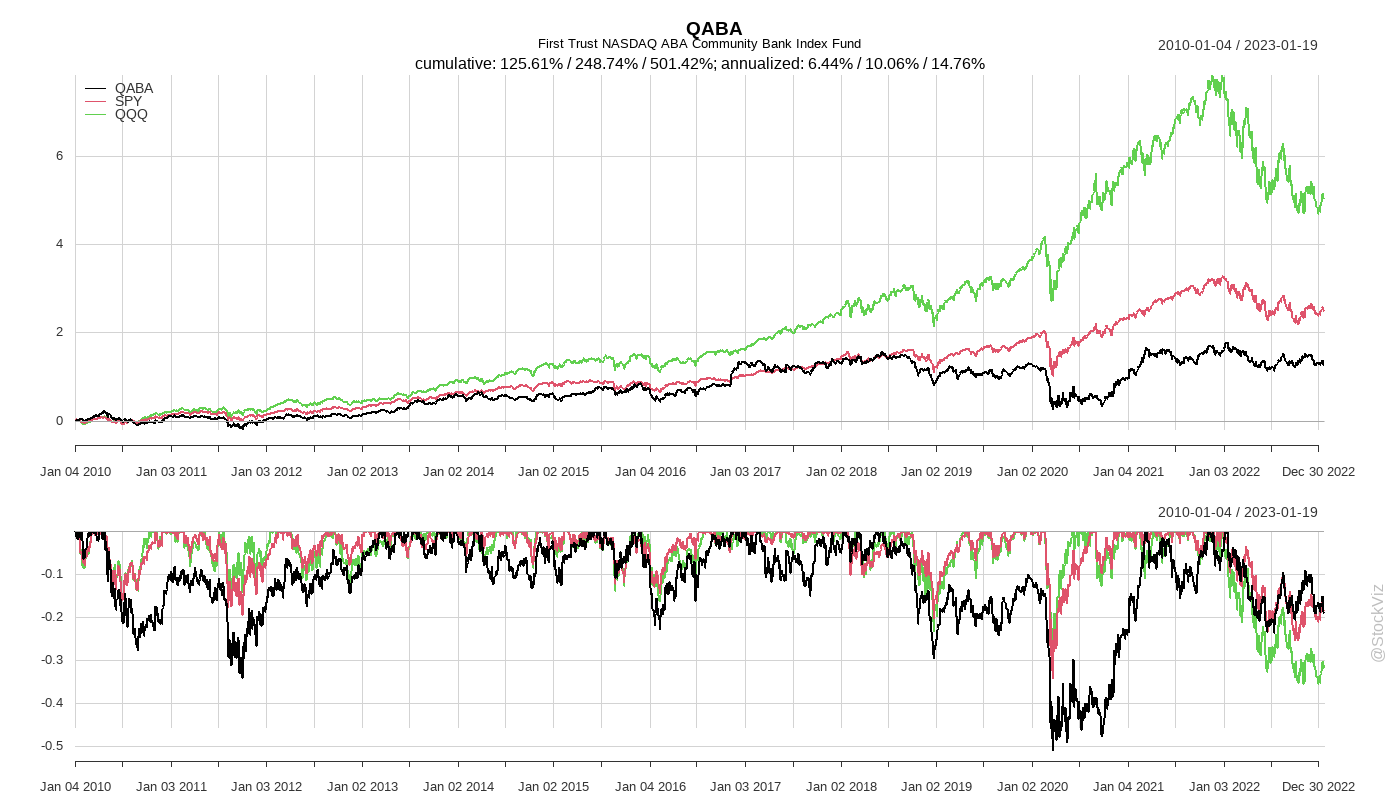 QABA
First Trust NASDAQ ABA Community Bank Index Fund
2010-01-04 / 2023-01-19
cumulative: 125.61% / 248.74% / 501.42%; annualized: 6.44% / 10.06% / 14.76%
QABA
SPY
QQQ
6
4
2
0
Jan 04 2010 Jan 03 2011 Jan 03 2012 Jan 02 2013 Jan 02 2014 Jan 02 2015 Jan 04 2016 Jan 03 2017 Jan 02 2018 Jan 02 2019 Jan 02 2020 Jan 04 2021 Jan 03 2022 Dec 30 2022
2010-01-04 / 2023-01-19
-0.1
-0.2
-0.3
-0.4
-0.5
Jan 04 2010 Jan 03 2011 Jan 03 2012 Jan 02 2013 Jan 02 2014 Jan 02 2015 Jan 04 2016 Jan 03 2017 Jan 02 2018 Jan 02 2019 Jan 02 2020 Jan 04 2021 Jan 03 2022 Dec 30 2022
@StockViz